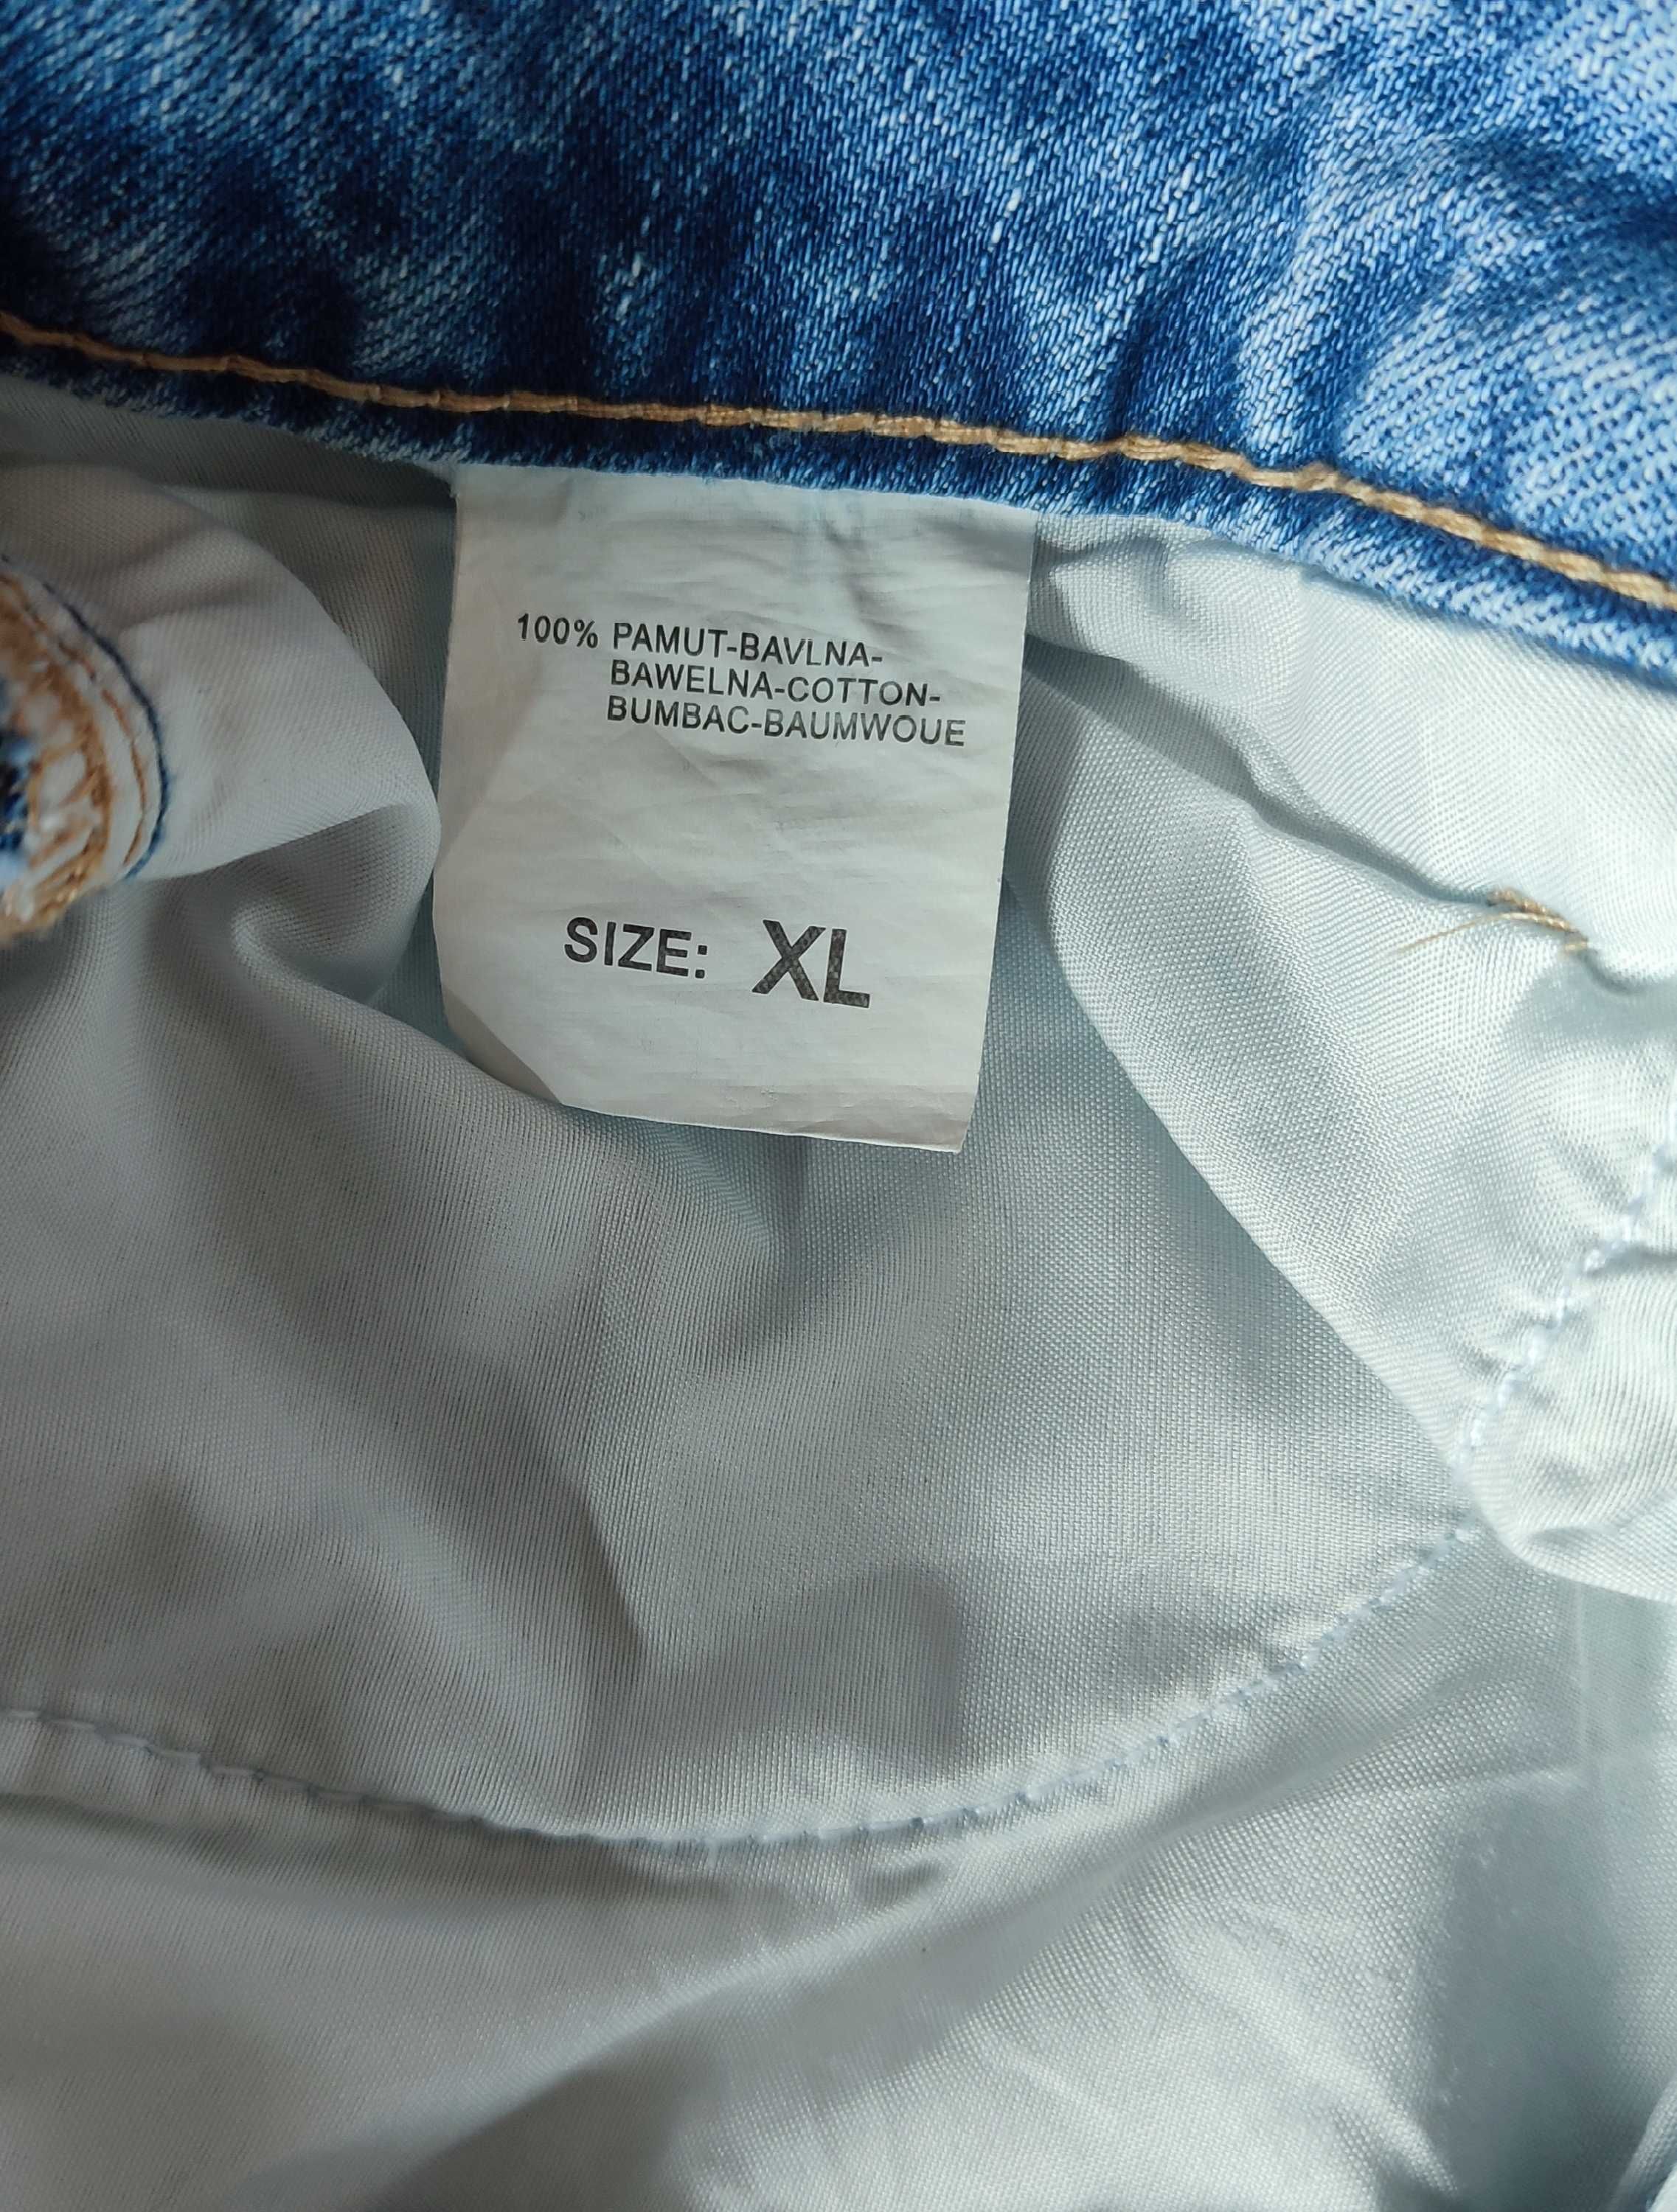 100% PAMUT-BAVLNA-
BAWELNA-COTTON-
BUMBAC-BAUMWOUE
SIZE: XL